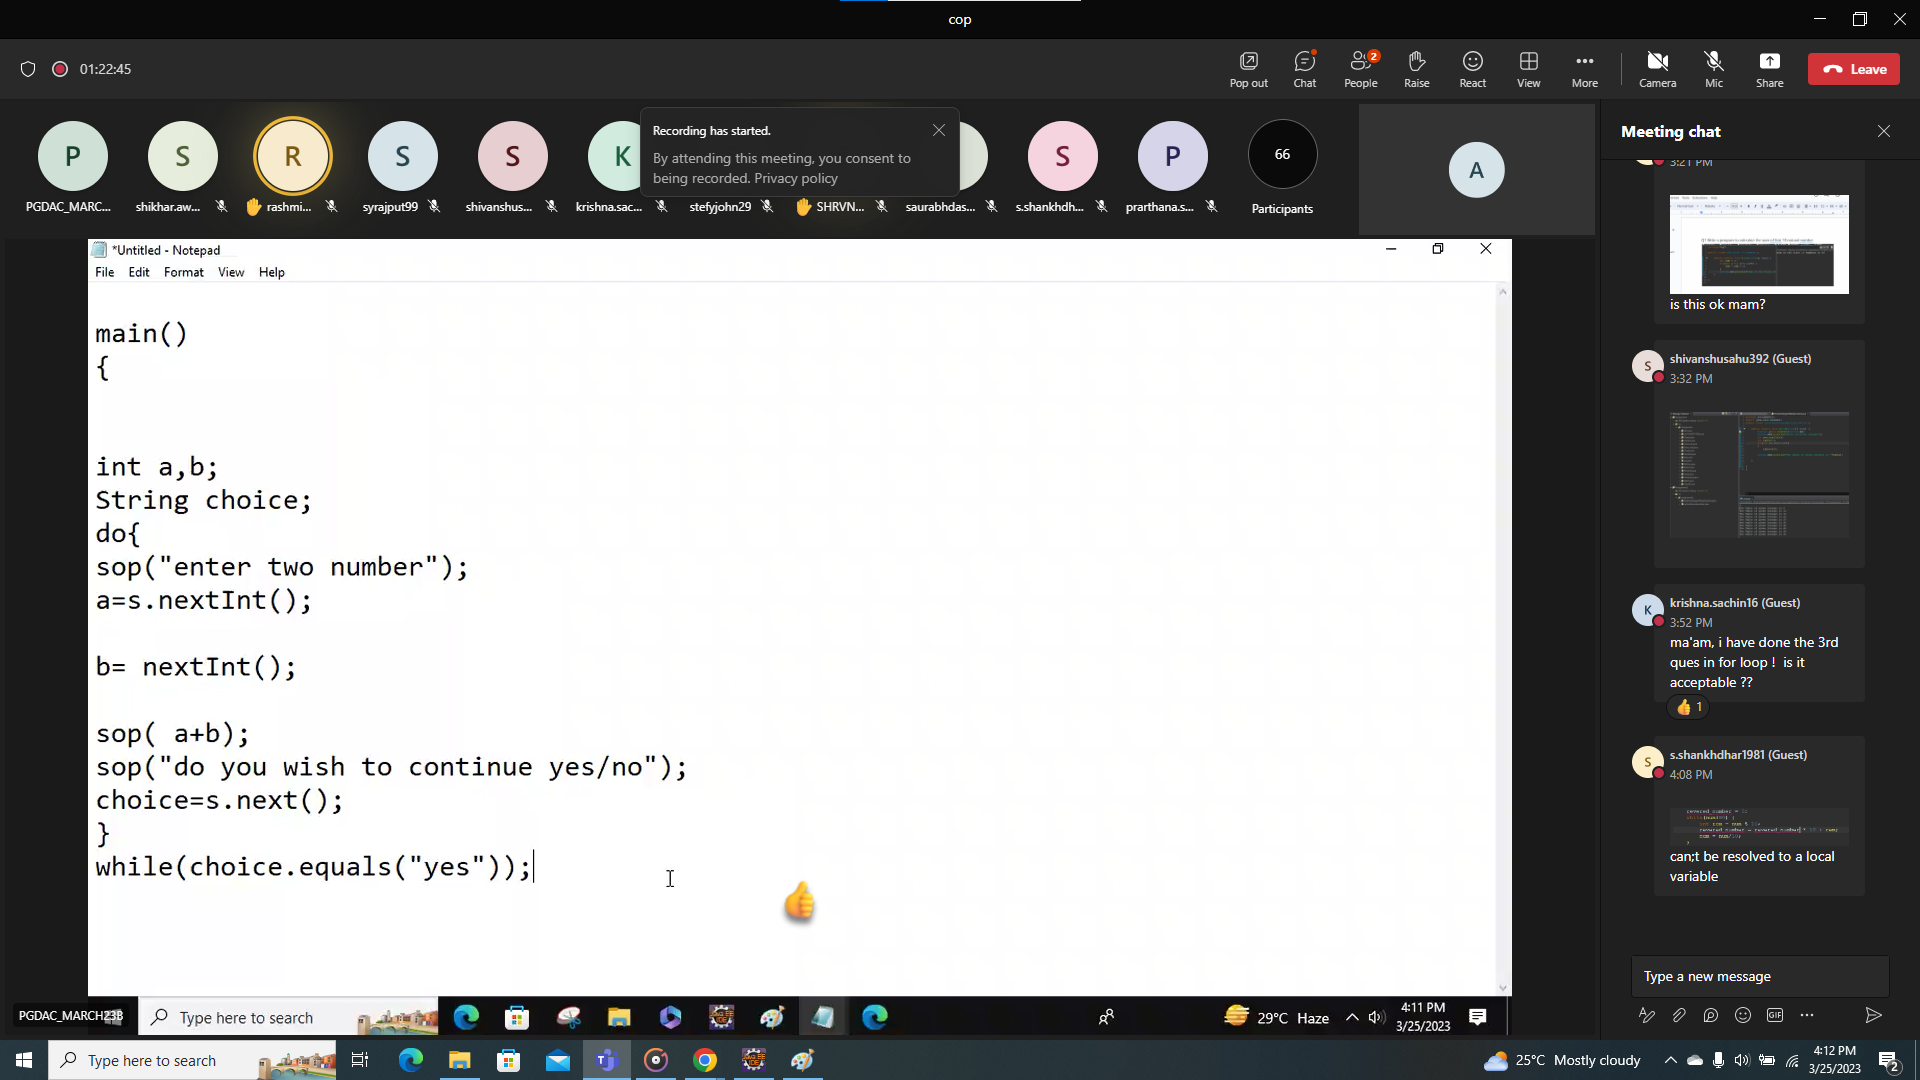 cop
01:22:45
Pop out
Chat
2
People
Raise
React
View
More
Camera
Mic
Share
Leave
P
S
R
S
S
K
S
P
66
A
PGDAC_MARC...
shikhar.aw...
rashmi...
syrajput99
shivanshus...
krishna.sac...
stefyjohn29
SHRVN...
saurabhdas...
s.shankhdh...
prarthana.s...
Participants
Recording has started.
By attending this meeting, you consent to
being recorded. Privacy policy
*Untitled - Notepad
File Edit Format View Help
main()
{
int a,b;
String choice;
do{
sop("enter two number");
a=s.nextInt();
b= nextInt();
sop( a+b);
sop("do you wish to continue yes/no");
choice=s.next();
}
while(choice.equals("yes"));
PGDAC_MARCH23B
Type here to search
29°C Haze
4:11 PM
3/25/2023
Meeting chat
3:21 PM
is this ok mam?
S
shivanshusahu392 (Guest)
3:32 PM
K
krishna.sachin16 (Guest)
3:52 PM
ma'am, i have done the 3rd
ques in for loop ! is it
acceptable ??
1
S
s.shankhdhar1981 (Guest)
4:08 PM
can;t be resolved to a local
variable
Type a new message
GIF
Type here to search
25°C Mostly cloudy
4:12 PM
3/25/2023
2